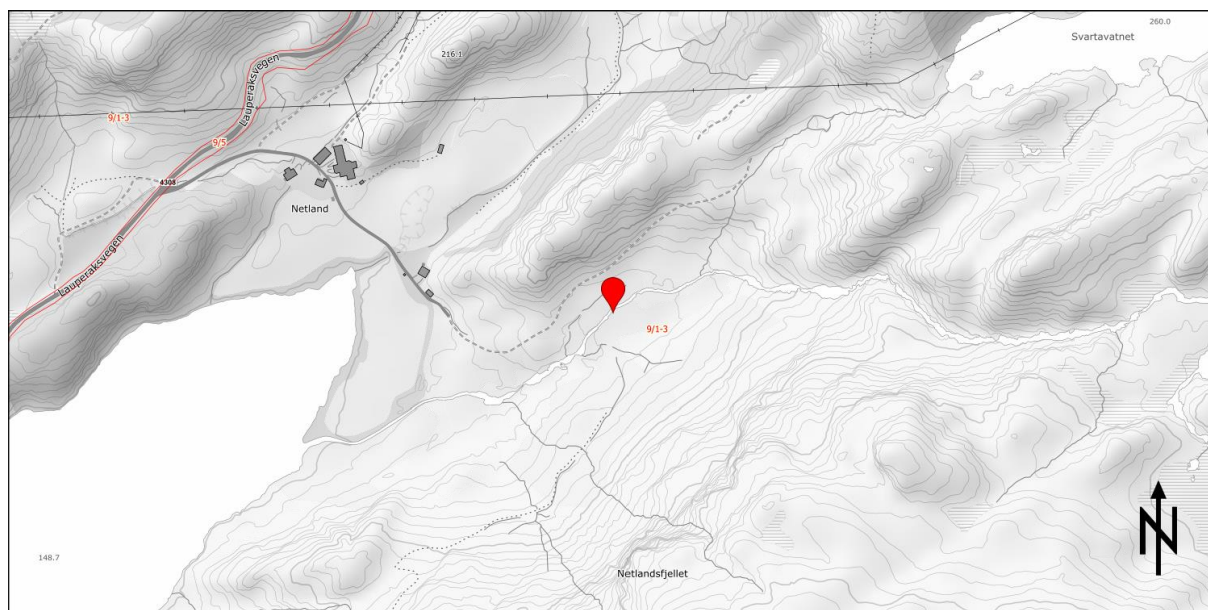 260.0
Svartavatnet
Lauperaksvegen
216.1
9/1-3
9/5
4308
Netland
Lauperaksvegen
9/1-3
148.7
Netlandsfjellet
N